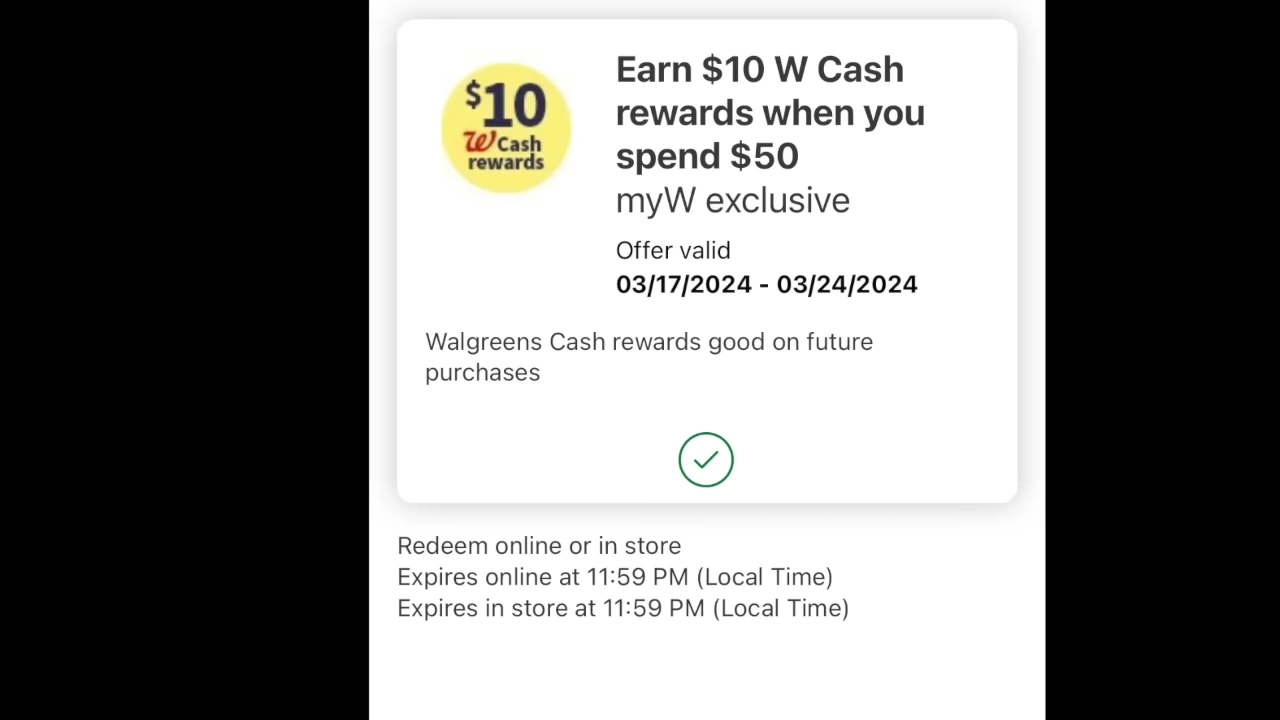 $10
W Cash
rewards
Earn $10 W Cash
rewards when you
spend $50
myW exclusive
Offer valid
03/17/2024 - 03/24/2024
Walgreens Cash rewards good on future
purchases
Redeem online or in store
Expires online at 11:59 PM (Local Time)
Expires in store at 11:59 PM (Local Time)